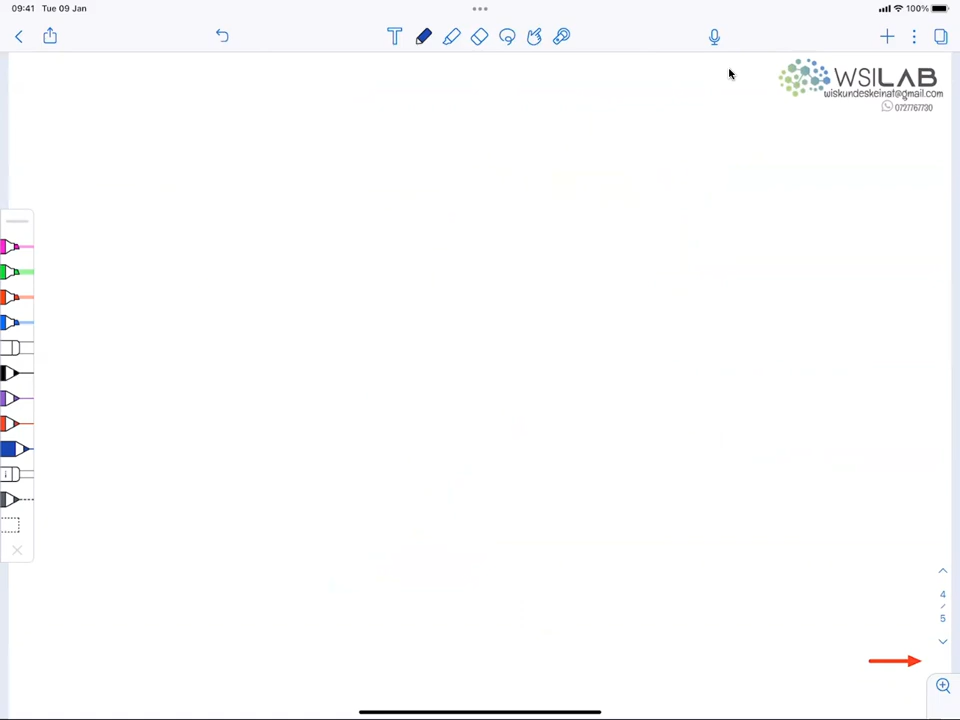 09:41 Tue 09 Jan
100%
T
WSILAB
wiskundeskeinat@gmail.com
0727767730
4
/
5